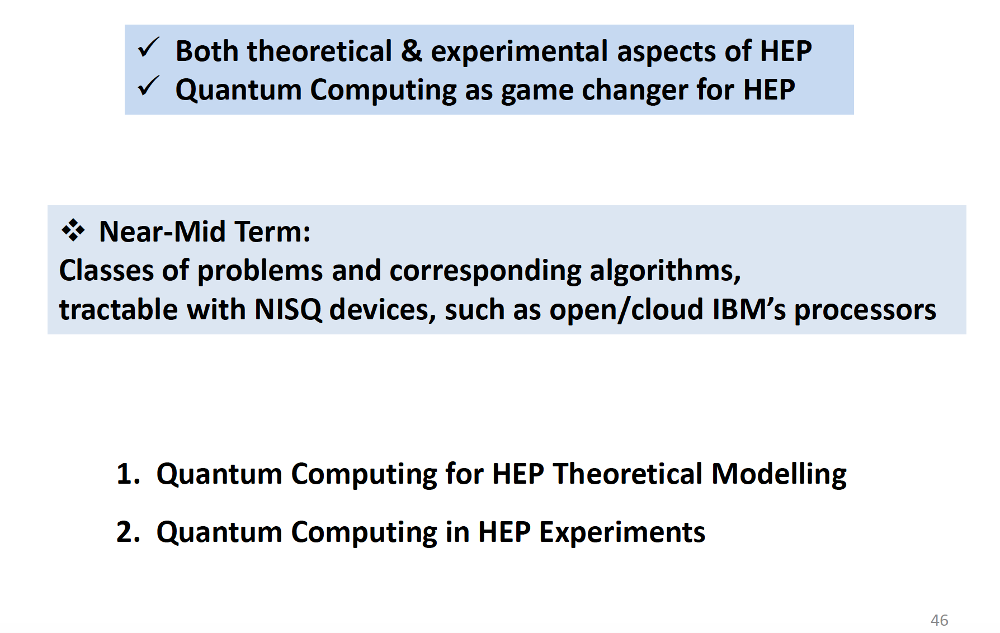 ✓ Both theoretical & experimental aspects of HEP
✓ Quantum Computing as game changer for HEP
❖ Near-Mid Term:
Classes of problems and corresponding algorithms,
tractable with NISQ devices, such as open/cloud IBM’s processors
1. Quantum Computing for HEP Theoretical Modelling
2. Quantum Computing in HEP Experiments
46